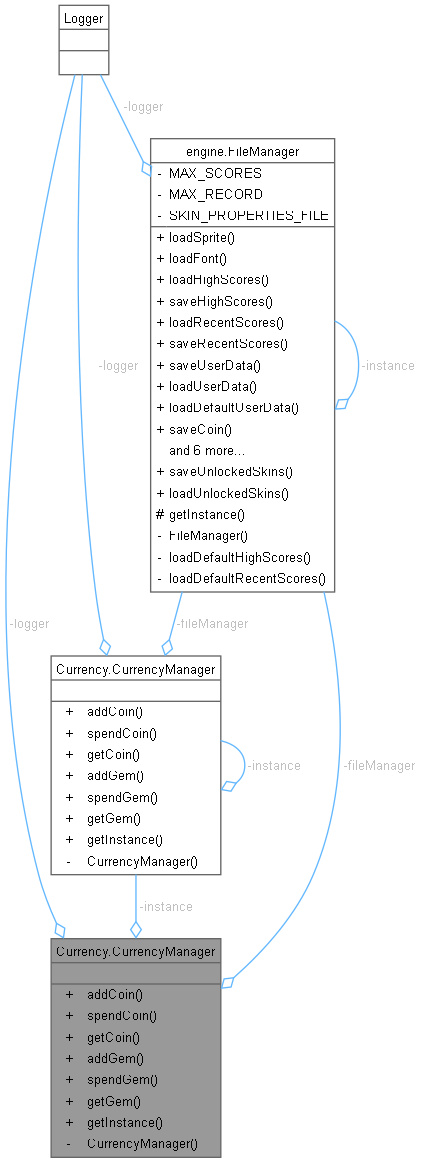 Logger
-logger
engine.FileManager
- MAX_SCORES
- MAX_RECORD
- SKIN_PROPERTIES_FILE
+ loadSprite()
+ loadFont()
+ loadHighScores()
+ saveHighScores()
+ loadRecentScores()
+ saveRecentScores()
+ saveUserData()
+ loadUserData()
+ loadDefaultUserData()
+ saveCoin()
and 6 more...
+ saveUnlockedSkins()
+ loadUnlockedSkins()
# getInstance()
- FileManager()
- loadDefaultHighScores()
- loadDefaultRecentScores()
-instance
-logger
-logger
-fileManager
Currency.CurrencyManager
+ addCoin()
+ spendCoin()
+ getCoin()
+ addGem()
+ spendGem()
+ getGem()
+ getInstance()
- CurrencyManager()
-instance
-fileManager
-instance
Currency.CurrencyManager
+ addCoin()
+ spendCoin()
+ getCoin()
+ addGem()
+ spendGem()
+ getGem()
+ getInstance()
- CurrencyManager()